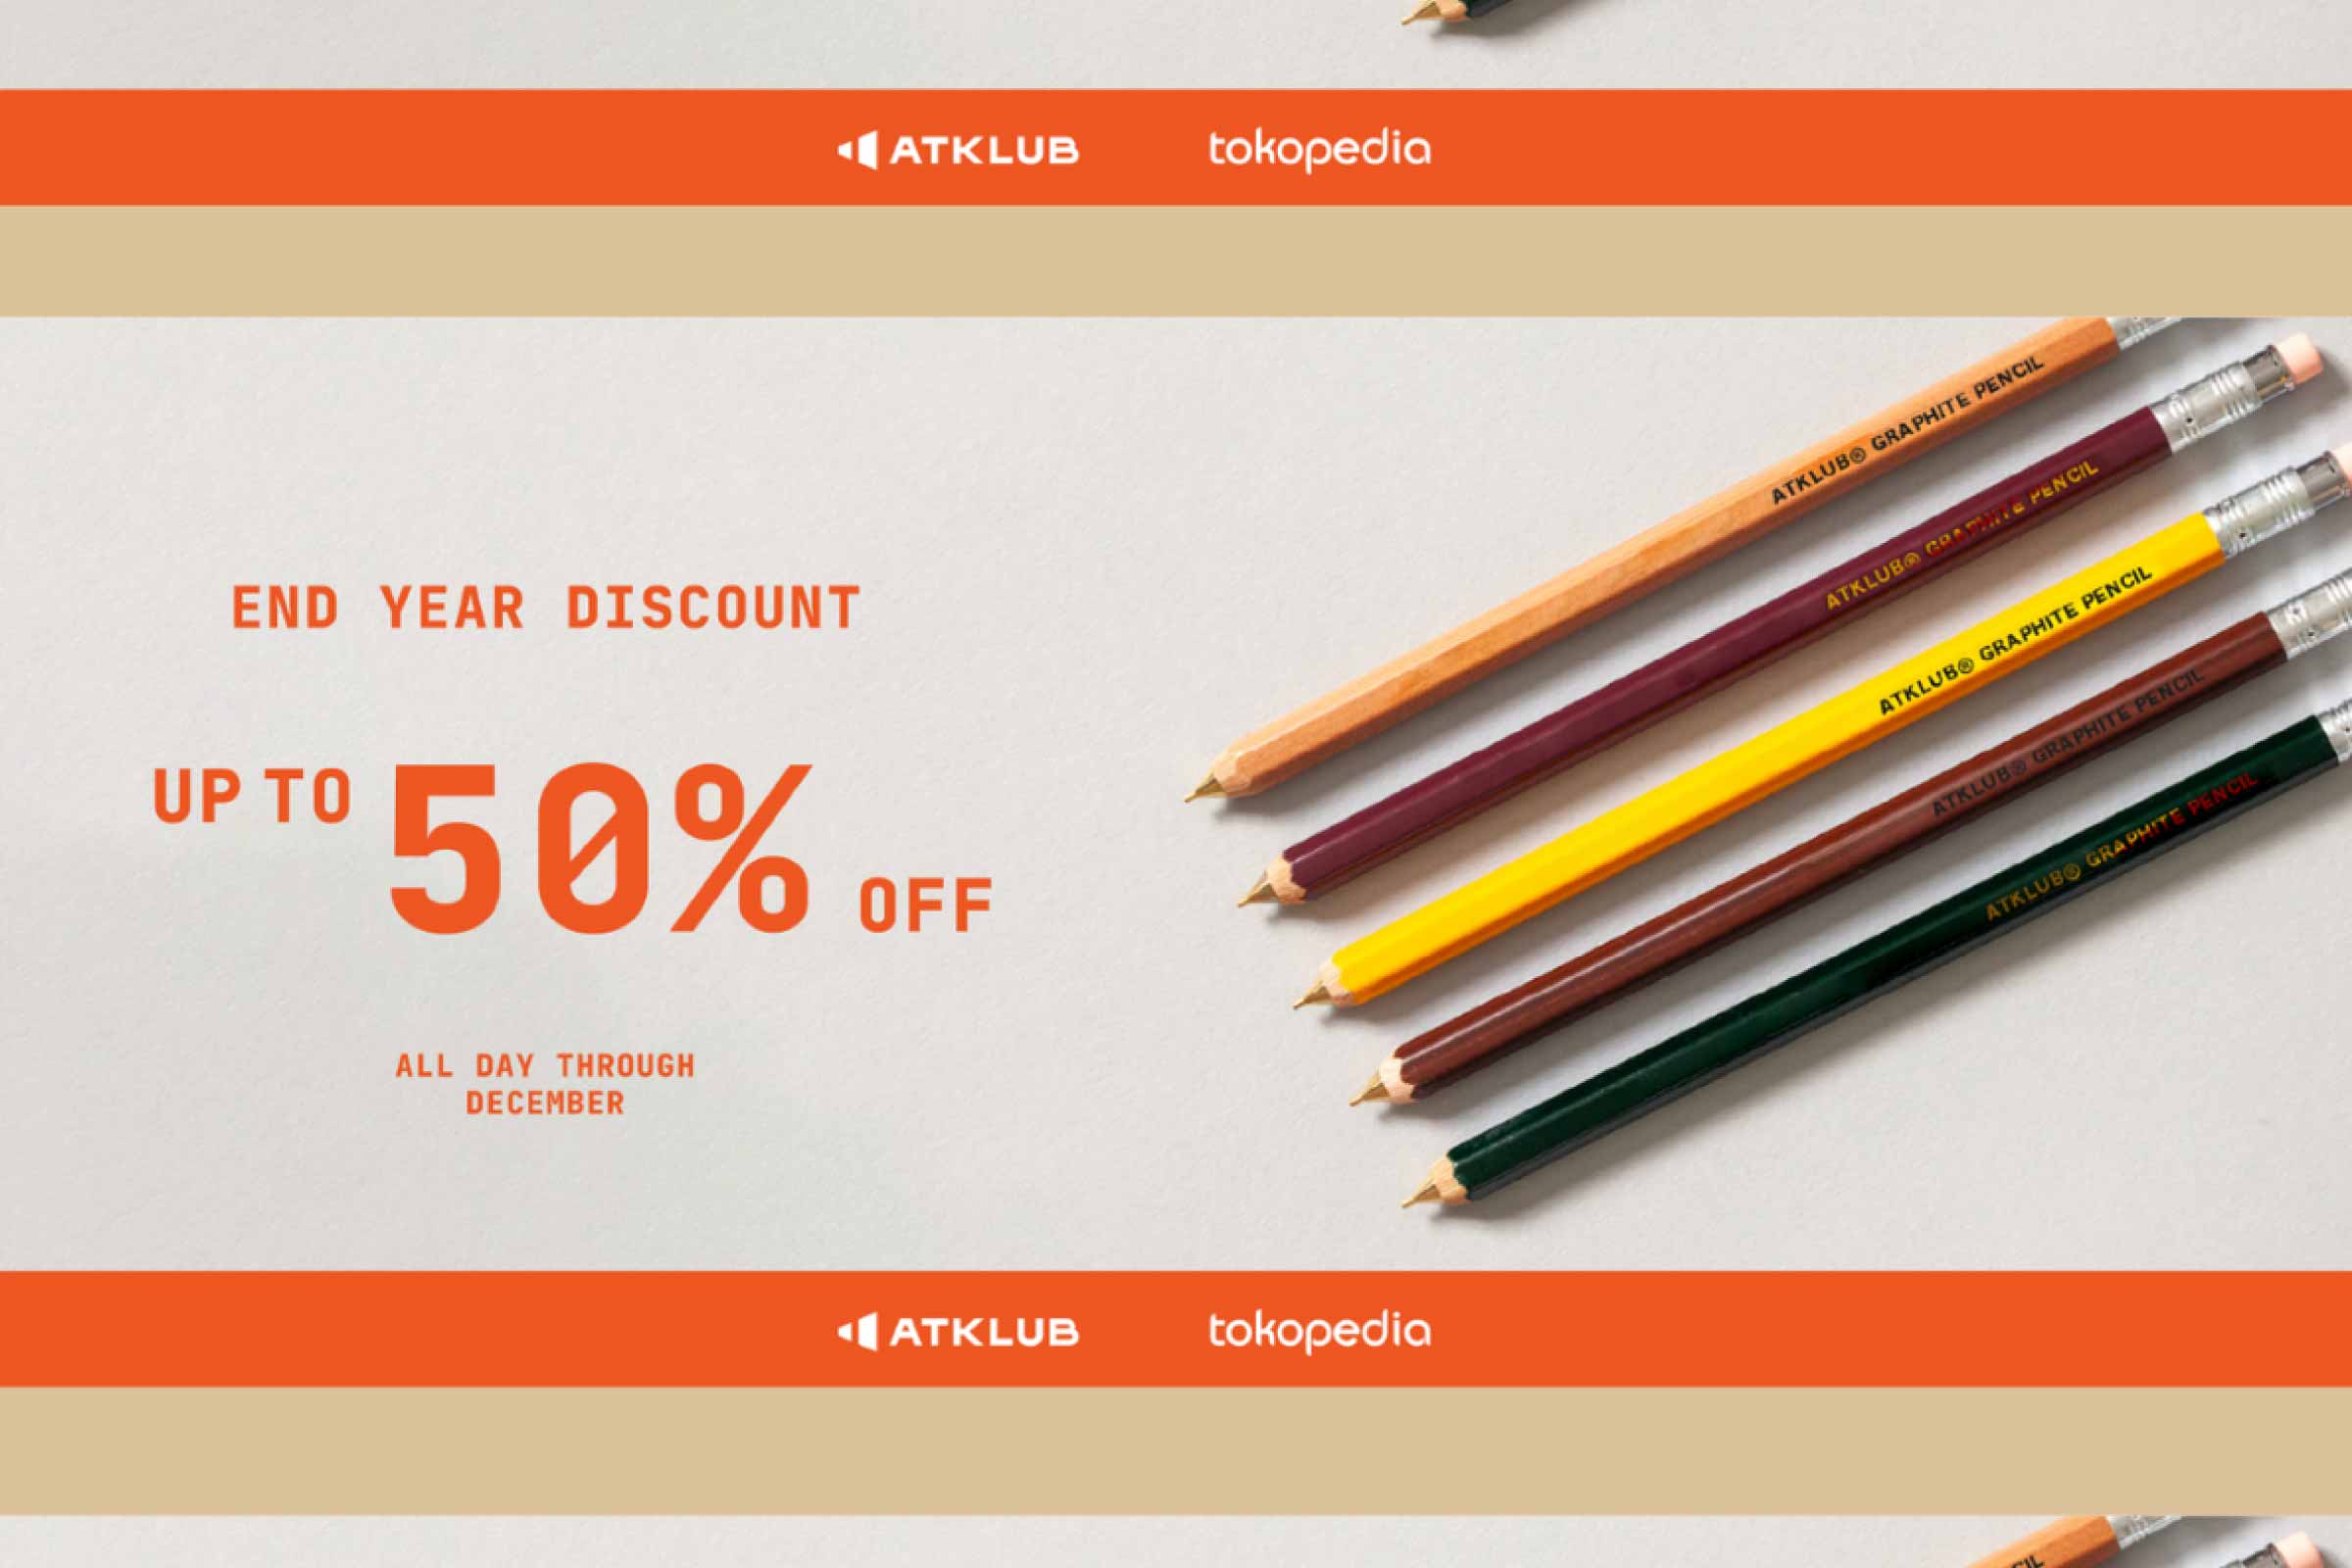 ATKLUB tokopedia
ATKLUB® GRAPHITE PENCIL
ATKLUB® GRAPHITE PENCIL
ATKLUB® GRAPHITE PENCIL
ATKLUB® GRAPHITE PENCIL
ATKLUB® GRAPHITE PENCIL
END YEAR DISCOUNT
UP TO 50% OFF
ALL DAY THROUGH
DECEMBER
ATKLUB tokopedia